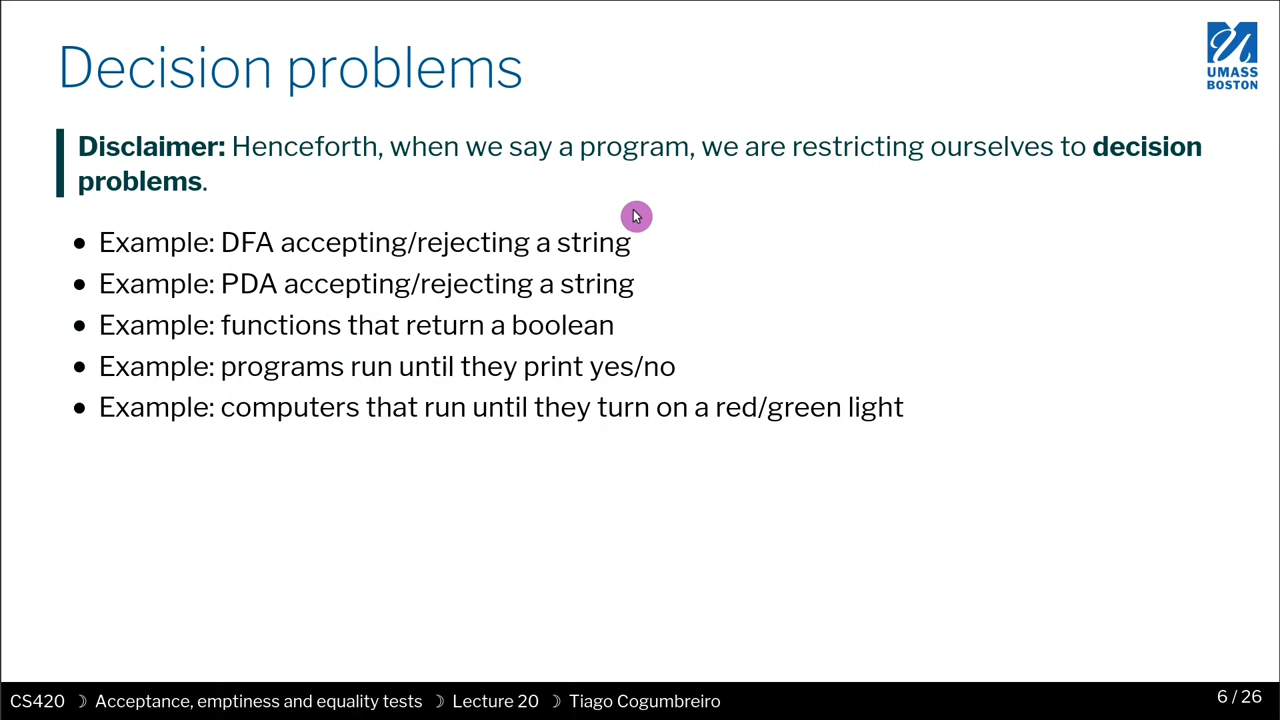 Decision problems
UMASS
BOSTON
Disclaimer: Henceforth, when we say a program, we are restricting ourselves to decision
problems.
• Example: DFA accepting/rejecting a string
• Example: PDA accepting/rejecting a string
• Example: functions that return a boolean
• Example: programs run until they print yes/no
• Example: computers that run until they turn on a red/green light
CS420 ☽ Acceptance, emptiness and equality tests ☽ Lecture 20 ☽ Tiago Cogumbreiro
6 / 26